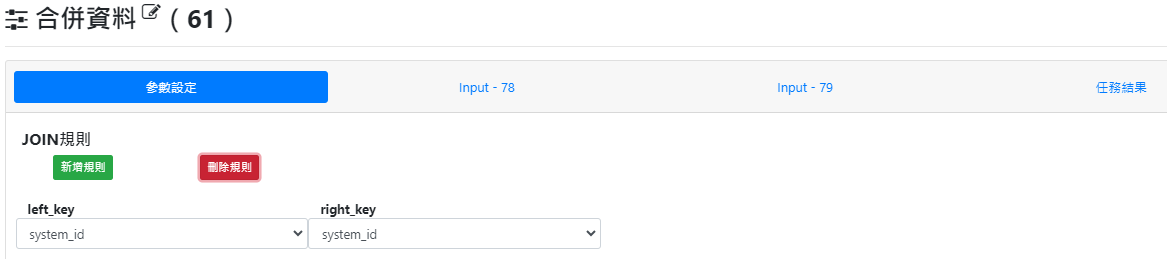 合併資料 ( 61 )
參數設定 Input - 78 Input - 79 任務結果
JOIN規則
新增規則 刪除規則
left_key right_key
system_id system_id